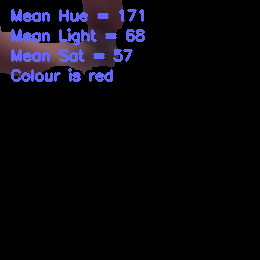 Mean Hue = 171
Mean Light = 68
Mean Sat = 57
Colour is red